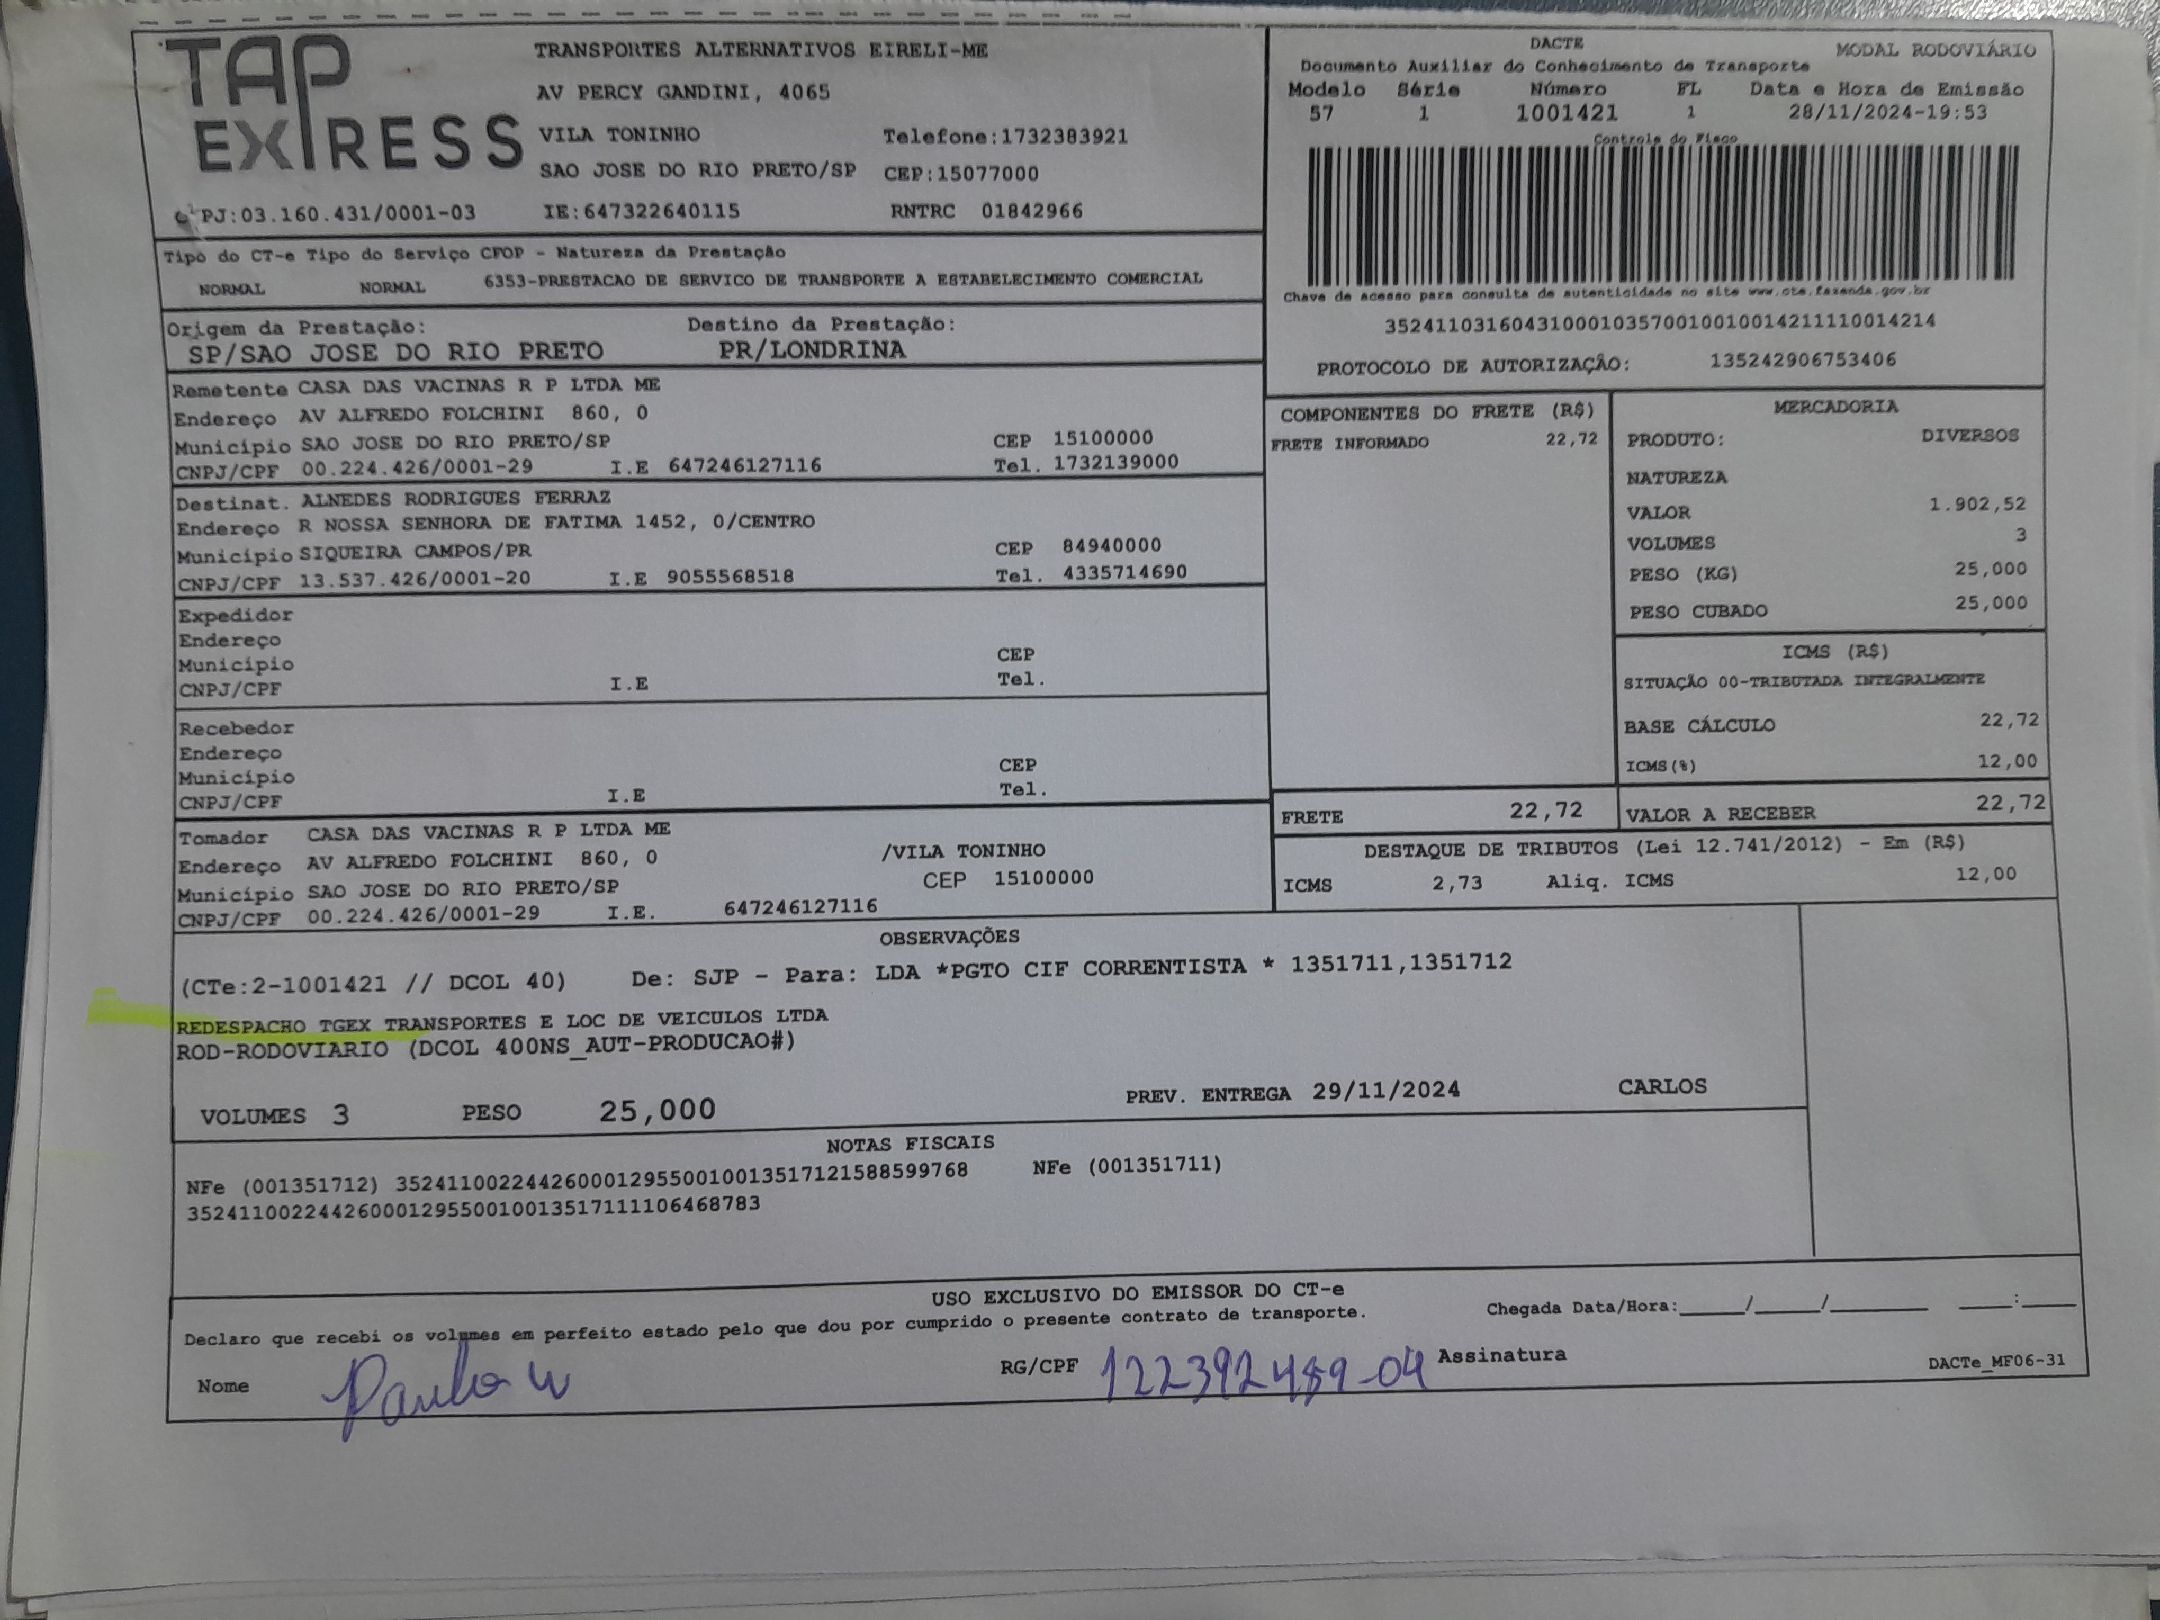 TAP EXPRESS
TRANSPORTES ALTERNATIVOS EIRELI-ME
AV PERCY GANDINI, 4065
VILA TONINHO Telefone:1732383921
SAO JOSE DO RIO PRETO/SP CEP:15077000
PJ:03.160.431/0001-03 IE:647322640115 RNTRC 01842966
DACTE MODAL RODOVIÁRIO
Documento Auxiliar do Conhecimento de Transporte
Modelo Série Número FL Data e Hora de Emissão
57 1 1001421 1 28/11/2024-19:53
Controle do Fisco
Chave de acesso para consulta de autenticidade no site www.cte.fazenda.gov.br
35241103160431000103570010010014211110014214
PROTOCOLO DE AUTORIZAÇÃO: 135242906753406
Tipo do CT-e Tipo do Serviço CFOP - Natureza da Prestação
NORMAL NORMAL 6353-PRESTACAO DE SERVICO DE TRANSPORTE A ESTABELECIMENTO COMERCIAL
Origem da Prestação: Destino da Prestação:
SP/SAO JOSE DO RIO PRETO PR/LONDRINA
Remetente CASA DAS VACINAS R P LTDA ME
Endereço AV ALFREDO FOLCHINI 860, 0
Município SAO JOSE DO RIO PRETO/SP CEP 15100000
CNPJ/CPF 00.224.426/0001-29 I.E 647246127116 Tel. 1732139000
Destinat. ALNEDES RODRIGUES FERRAZ
Endereço R NOSSA SENHORA DE FATIMA 1452, 0/CENTRO
Município SIQUEIRA CAMPOS/PR CEP 84940000
CNPJ/CPF 13.537.426/0001-20 I.E 9055568518 Tel. 4335714690
Expedidor
Endereço
Município CEP
CNPJ/CPF I.E Tel.
Recebedor
Endereço
Município CEP
CNPJ/CPF I.E Tel.
Tomador CASA DAS VACINAS R P LTDA ME
Endereço AV ALFREDO FOLCHINI 860, 0 /VILA TONINHO
Município SAO JOSE DO RIO PRETO/SP CEP 15100000
CNPJ/CPF 00.224.426/0001-29 I.E. 647246127116
COMPONENTES DO FRETE (R$)
FRETE INFORMADO 22,72
MERCADORIA
PRODUTO: DIVERSOS
NATUREZA
VALOR 1.902,52
VOLUMES 3
PESO (KG) 25,000
PESO CUBADO 25,000
ICMS (R$)
SITUAÇÃO 00-TRIBUTADA INTEGRALMENTE
BASE CÁLCULO 22,72
ICMS(%) 12,00
FRETE 22,72 VALOR A RECEBER 22,72
DESTAQUE DE TRIBUTOS (Lei 12.741/2012) - Em (R$)
ICMS 2,73 Aliq. ICMS 12,00
OBSERVAÇÕES
(CTe:2-1001421 // DCOL 40) De: SJP - Para: LDA *PGTO CIF CORRENTISTA * 1351711,1351712
REDESPACHO TGEX TRANSPORTES E LOC DE VEICULOS LTDA
ROD-RODOVIARIO (DCOL 400NS_AUT-PRODUCAO#)
VOLUMES 3 PESO 25,000 PREV. ENTREGA 29/11/2024 CARLOS
NOTAS FISCAIS
NFe (001351712) 35241100224426000129550010013517121588599768 NFe (001351711)
35241100224426000129550010013517111106468783
USO EXCLUSIVO DO EMISSOR DO CT-e
Declaro que recebi os volumes em perfeito estado pelo que dou por cumprido o presente contrato de transporte. Chegada Data/Hora:_____/_____/_______ ____:____
Nome RG/CPF 122392489-04 Assinatura DACTe_MF06-31